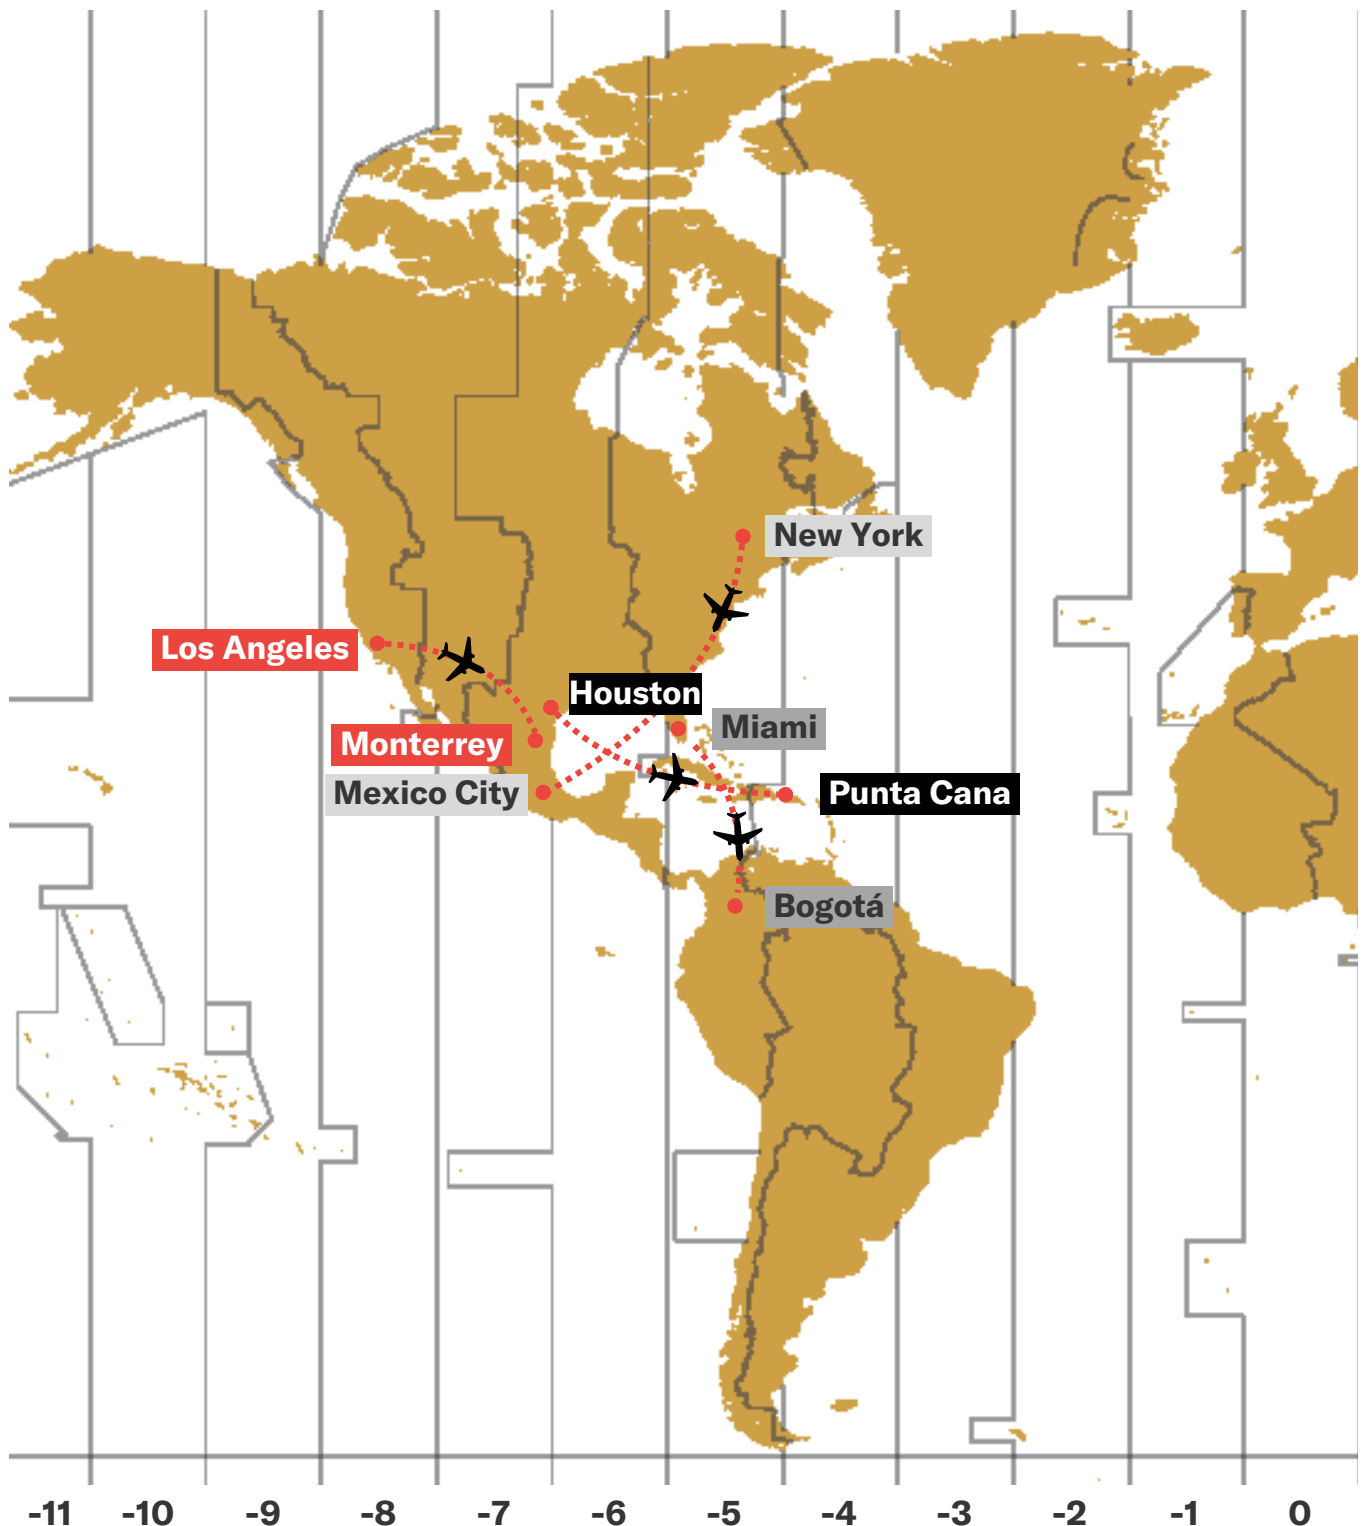 New York
Los Angeles
Houston
Miami
Monterrey
Mexico City
Punta Cana
Bogotá
-11 -10 -9 -8 -7 -6 -5 -4 -3 -2 -1 0